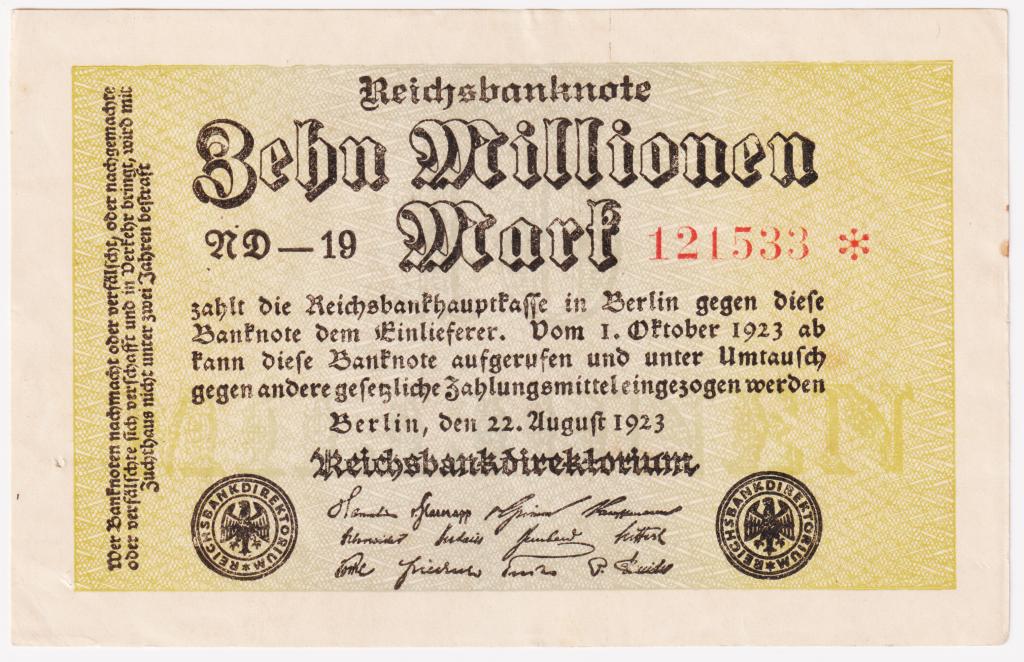 Reichsbanknote
Zehn Millionen
Mark
ND—19
121533 *
zahlt die Reichsbankhauptkasse in Berlin gegen diese
Banknote dem Einlieferer. Vom 1. Oktober 1923 ab
kann diese Banknote aufgerufen und unter Umtausch
gegen andere gesetzliche Zahlungsmittel eingezogen werden
Berlin, den 22. August 1923
Reichsbankdirektorium
REICHSBANKDIREKTORIUM
REICHSBANKDIREKTORIUM
Wer Banknoten nachmacht oder verfälscht, oder nachgemachte
oder verfälschte sich verschafft und in Verkehr bringt, wird mit
Zuchthaus nicht unter zwei Jahren bestraft